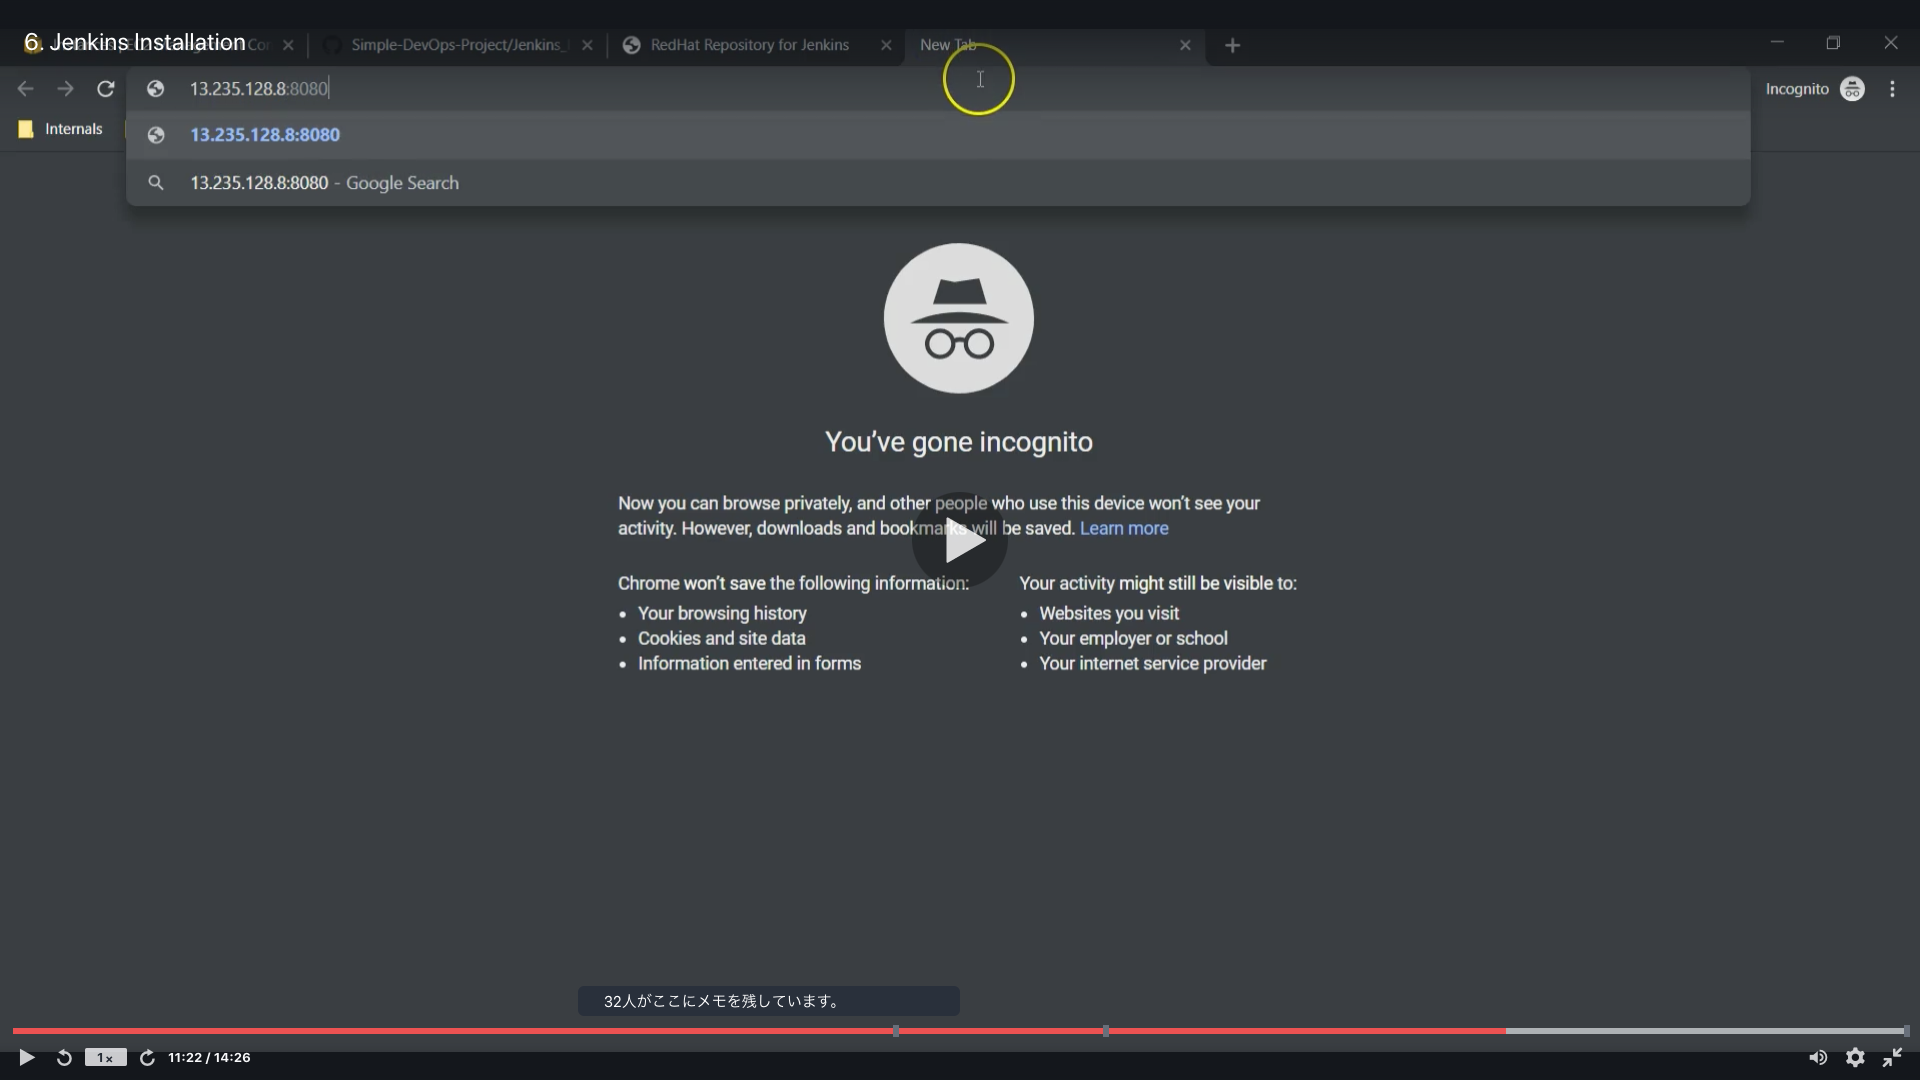 6. Jenkins Installation
Simple-DevOps-Project/Jenkins_
RedHat Repository for Jenkins
New Tab
13.235.128.8:8080
Incognito
Internals
13.235.128.8:8080
13.235.128.8:8080 - Google Search
You've gone incognito
Now you can browse privately, and other people who use this device won't see your
activity. However, downloads and bookmarks will be saved. Learn more
Chrome won't save the following information:
• Your browsing history
• Cookies and site data
• Information entered in forms
Your activity might still be visible to:
• Websites you visit
• Your employer or school
• Your internet service provider
32人がここにメモを残しています。
1x
11:22 / 14:26